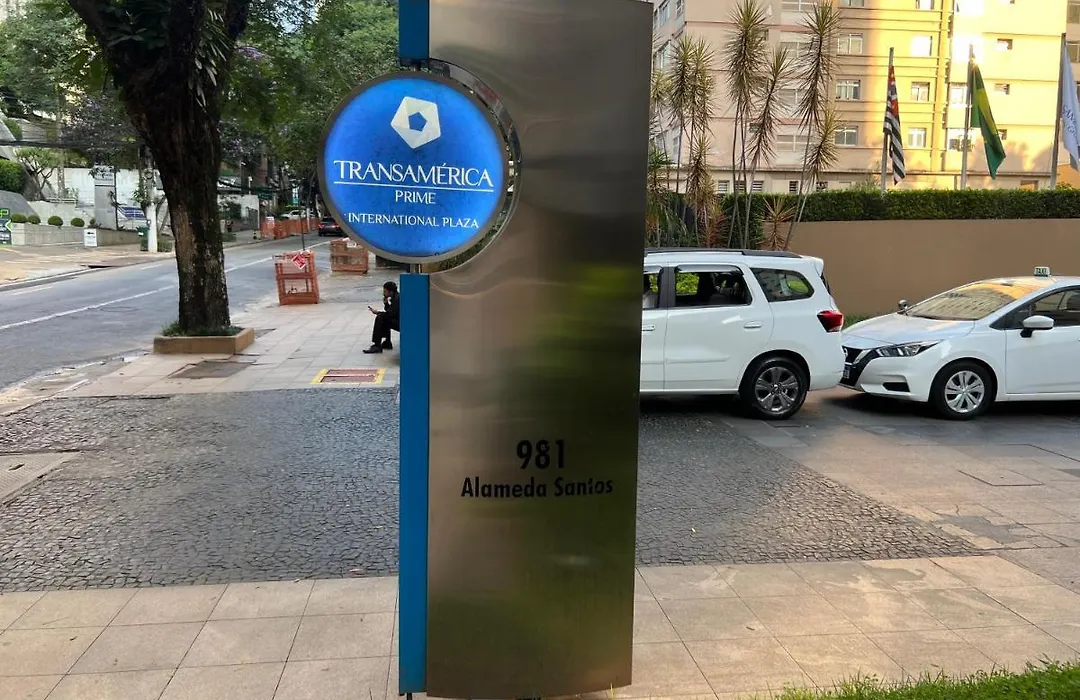 TRANSAMÉRICA
PRIME
INTERNATIONAL PLAZA
981
Alameda Santos